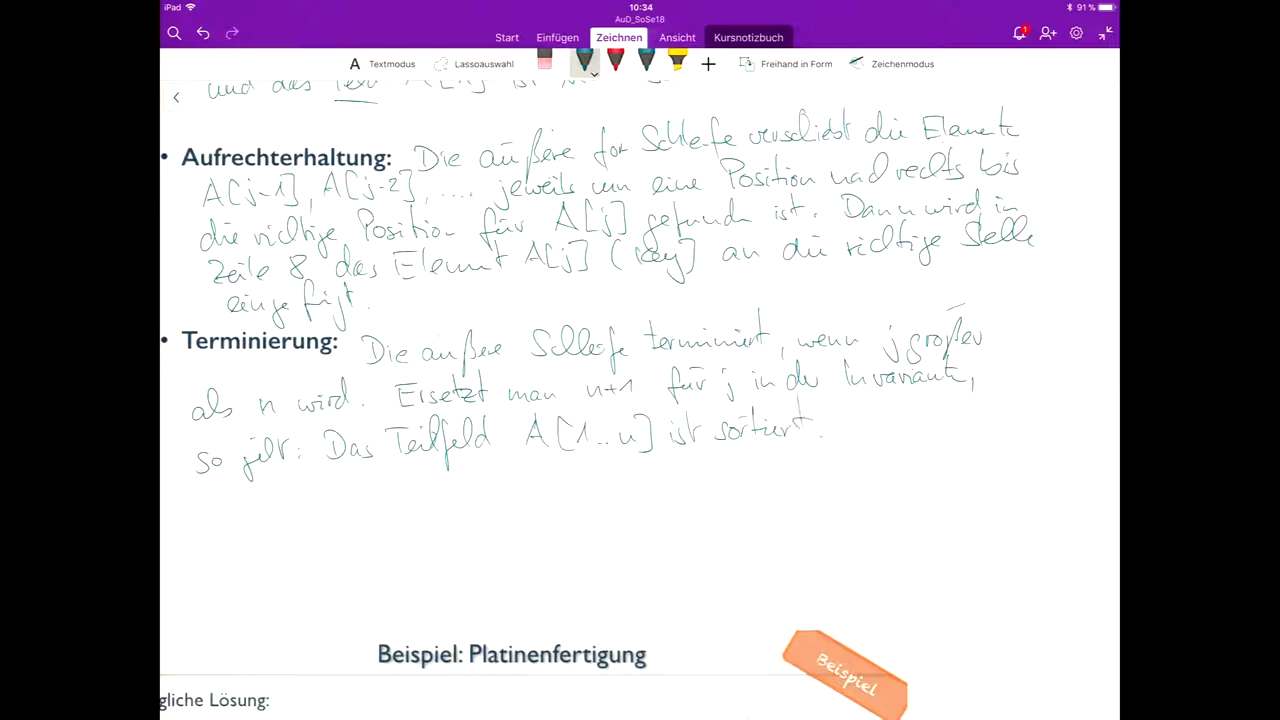 iPad
10:34
91 %
AuD_SoSe18
Start Einfügen Zeichnen Ansicht Kursnotizbuch
1
A Textmodus Lassoauswahl Freihand in Form Zeichenmodus
und das
• Aufrechterhaltung: Die äußere for Schleife verschiebt die Elemente
A[j-1], A[j-2], .... jeweils um eine Position nach rechts bis
die richtige Position für A[j] gefunden ist. Dann wird in
Zeile 8 das Element A[j] (key) an die richtige Stelle
eingefügt.
• Terminierung: Die äußere Schleife terminiert, wenn j größer
als n wird. Ersetzt man n+1 für j in der Invariante,
so gilt: Das Teilfeld A[1..n] ist sortiert.
Beispiel: Platinenfertigung
Beispiel
gliche Lösung: